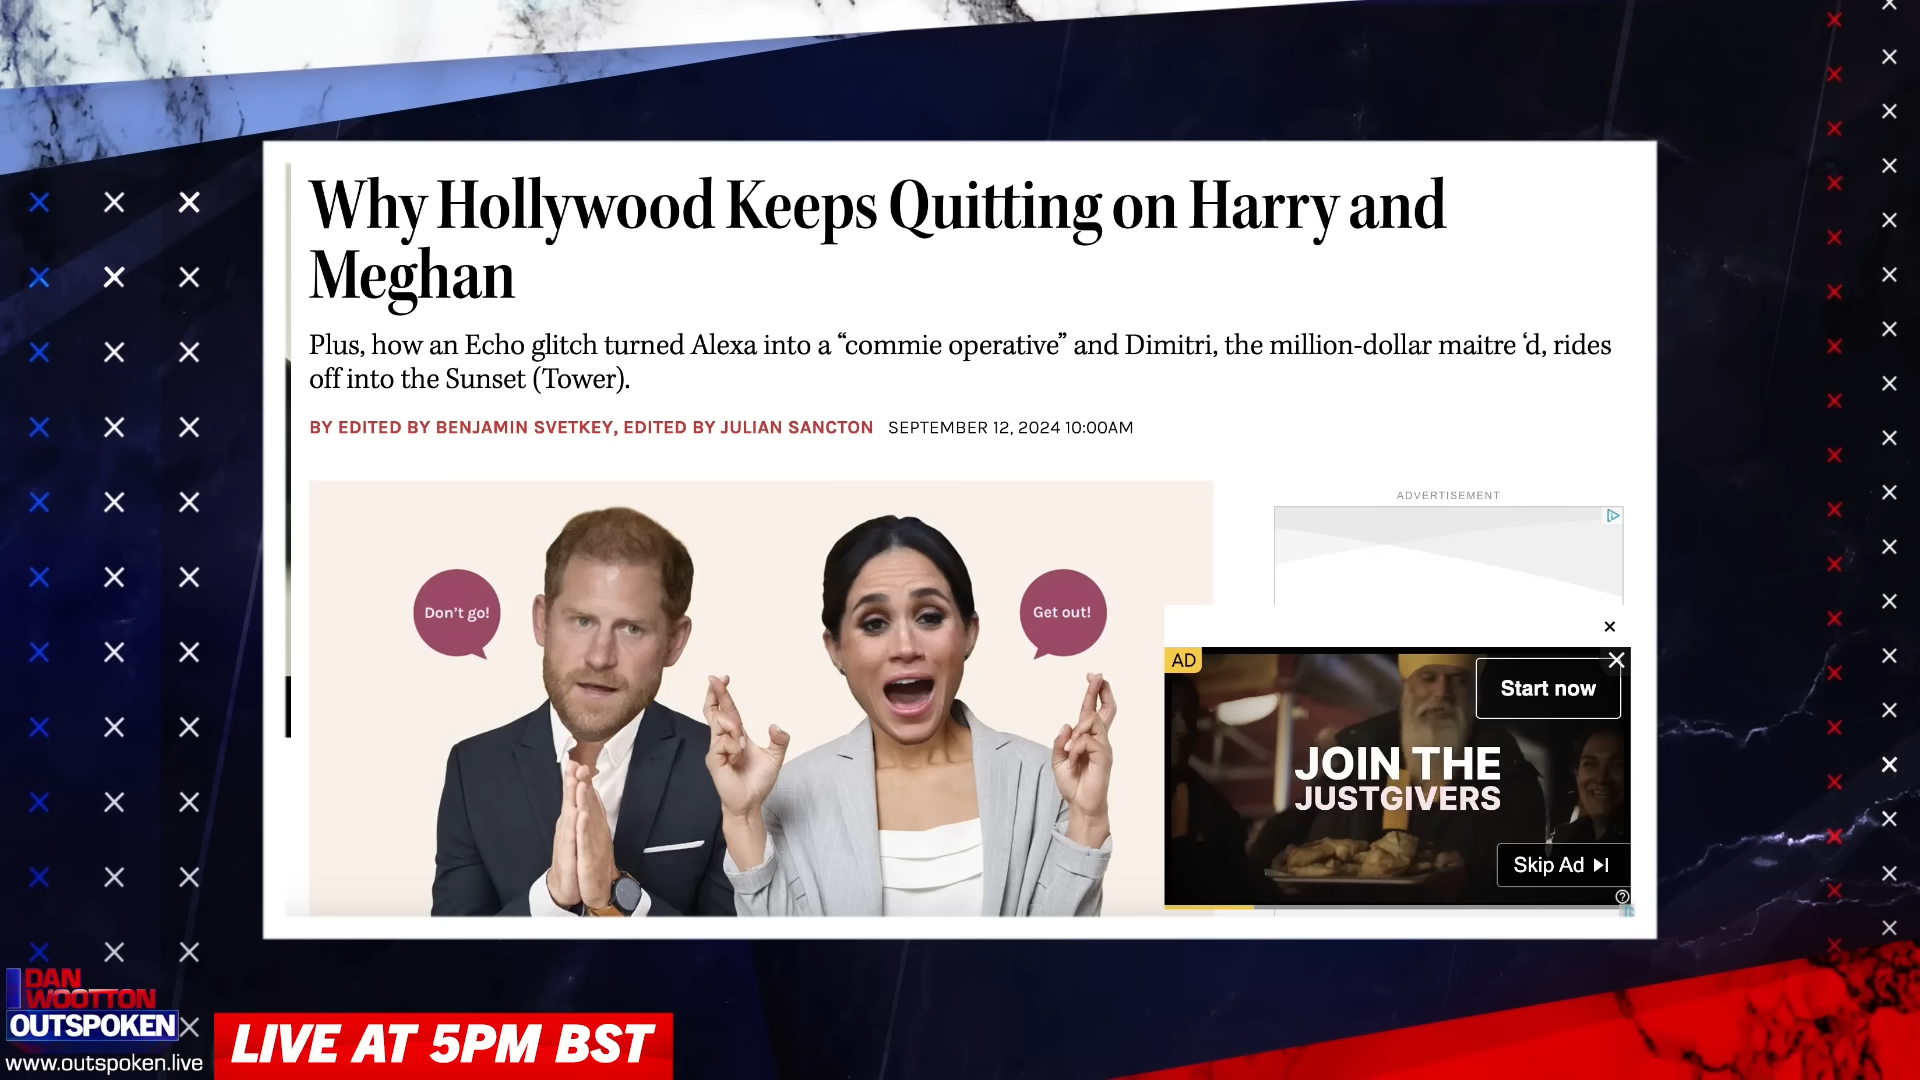 Why Hollywood Keeps Quitting on Harry and
Meghan
Plus, how an Echo glitch turned Alexa into a “commie operative” and Dimitri, the million-dollar maitre ‘d, rides
off into the Sunset (Tower).
BY EDITED BY BENJAMIN SVETKEY, EDITED BY JULIAN SANCTON SEPTEMBER 12, 2024 10:00AM
ADVERTISEMENT
Don't go!
Get out!
AD
Start now
JOIN THE
JUSTGIVERS
Skip Ad
DAN
WOOTTON
OUTSPOKEN
www.outspoken.live
LIVE AT 5PM BST